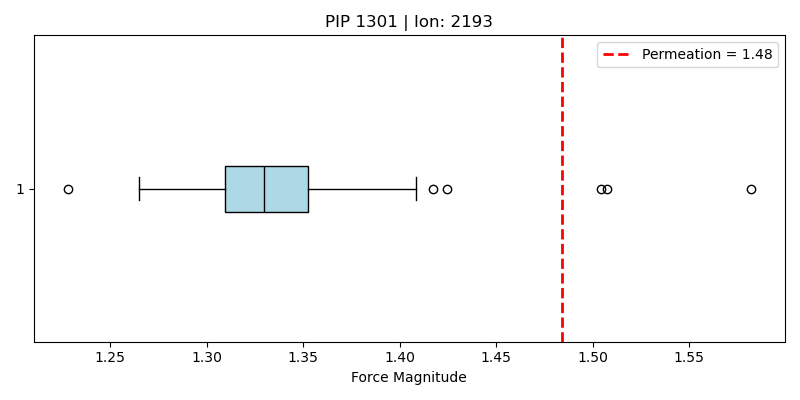 PIP 1301 | Ion: 2193
Permeation = 1.48
1
1.25 1.30 1.35 1.40 1.45 1.50 1.55
Force Magnitude